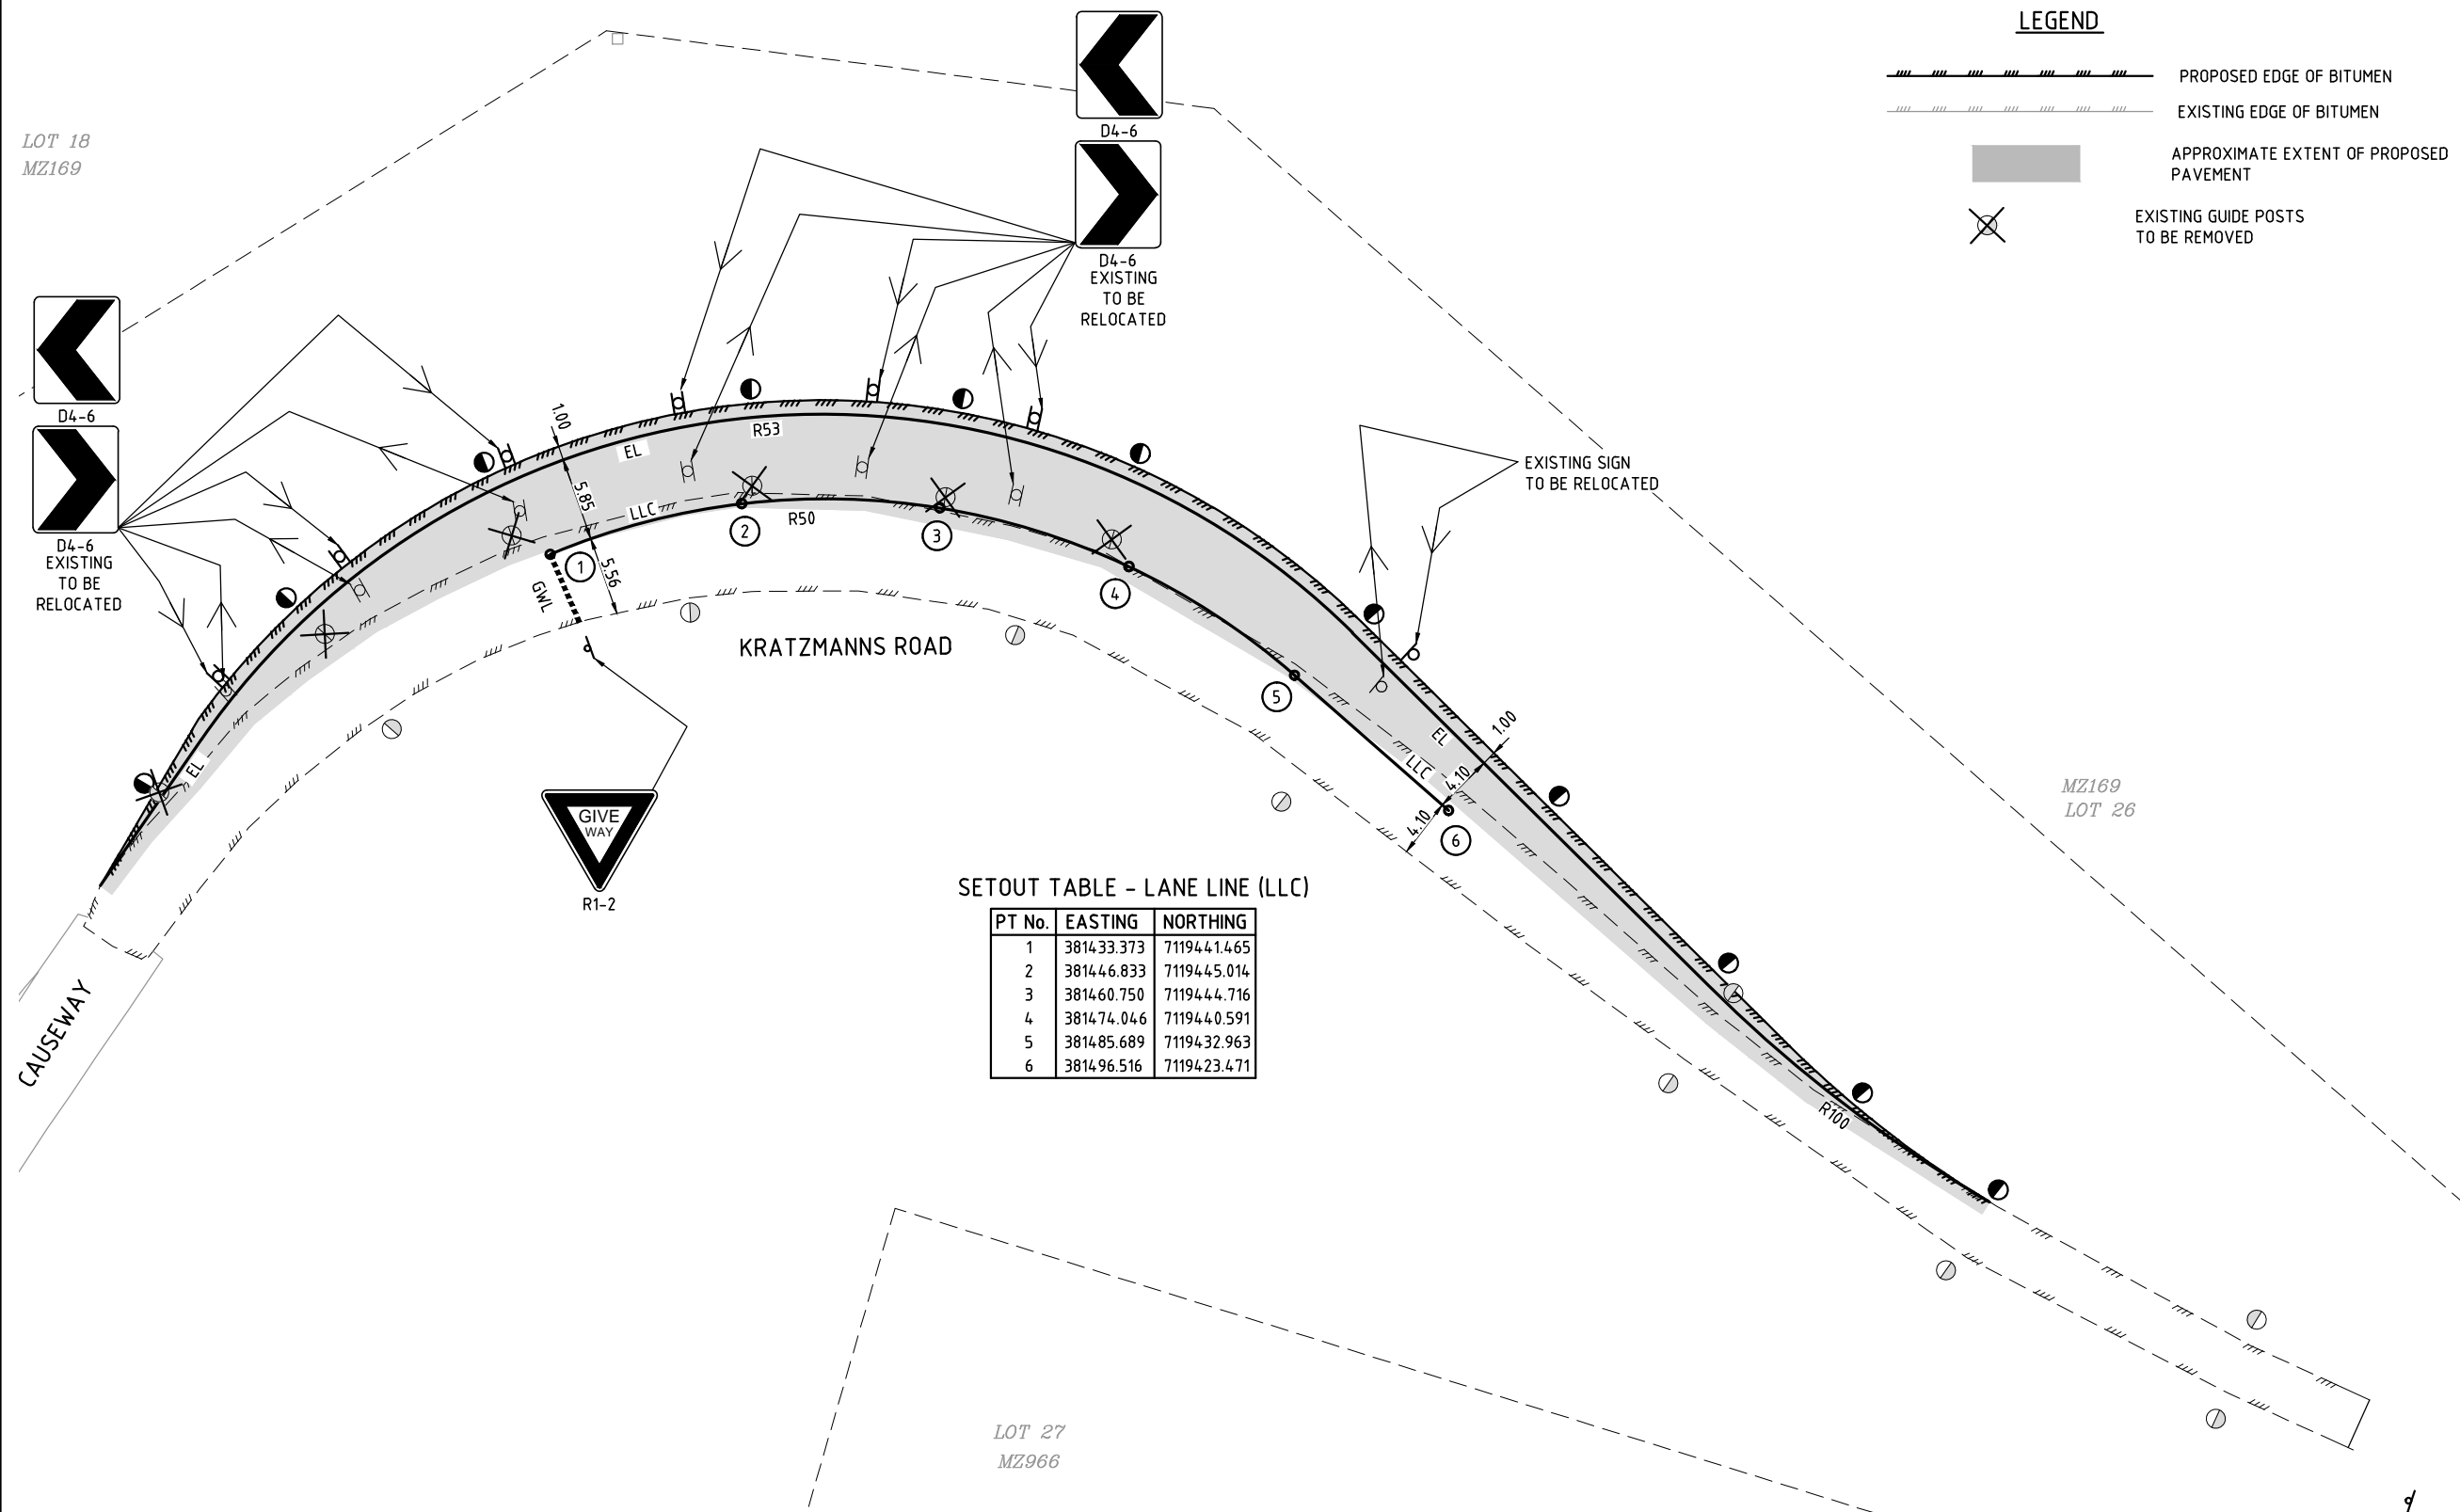 LEGEND
PROPOSED EDGE OF BITUMEN
EXISTING EDGE OF BITUMEN
APPROXIMATE EXTENT OF PROPOSED
PAVEMENT
EXISTING GUIDE POSTS
TO BE REMOVED
LOT 18
MZ169
D4-6
D4-6
EXISTING
TO BE
RELOCATED
D4-6
D4-6
EXISTING
TO BE
RELOCATED
1.00
EL
R53
5.85
LLC
R50
5.56
GWL
1
2
3
4
5
6
EXISTING SIGN
TO BE RELOCATED
KRATZMANNS ROAD
EL
EL
LLC
1.00
4.10
4.10
MZ169
LOT 26
GIVE
WAY
R1-2
SETOUT TABLE - LANE LINE (LLC)
PT No. EASTING NORTHING
1 381433.373 7119441.465
2 381446.833 7119445.014
3 381460.750 7119444.716
4 381474.046 7119440.591
5 381485.689 7119432.963
6 381496.516 7119423.471
CAUSEWAY
R100
LOT 27
MZ966